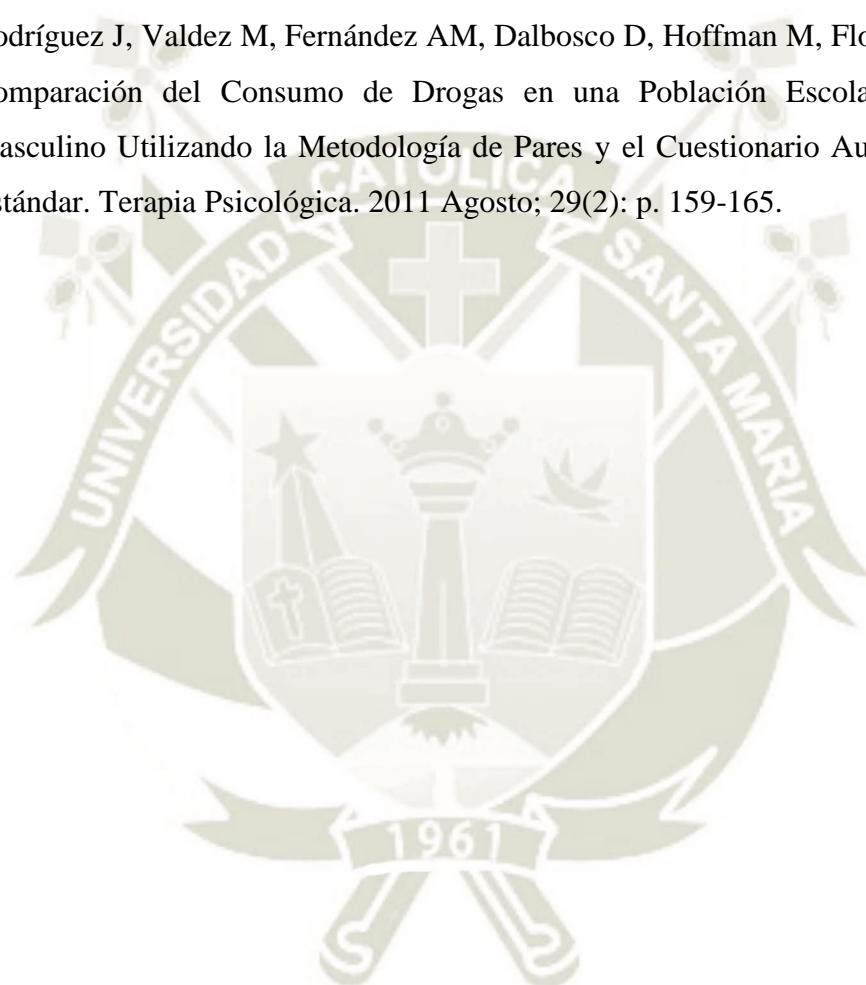 odríguez J, Valdez M, Fernández AM, Dalbosco D, Hoffman M, Flo
omparación del Consumo de Drogas en una Población Escola
asculino Utilizando la Metodología de Pares y el Cuestionario Au
stándar. Terapia Psicológica. 2011 Agosto; 29(2): p. 159-165.
UNIVERSIDAD CATÓLICA SANTA MARIA
1961